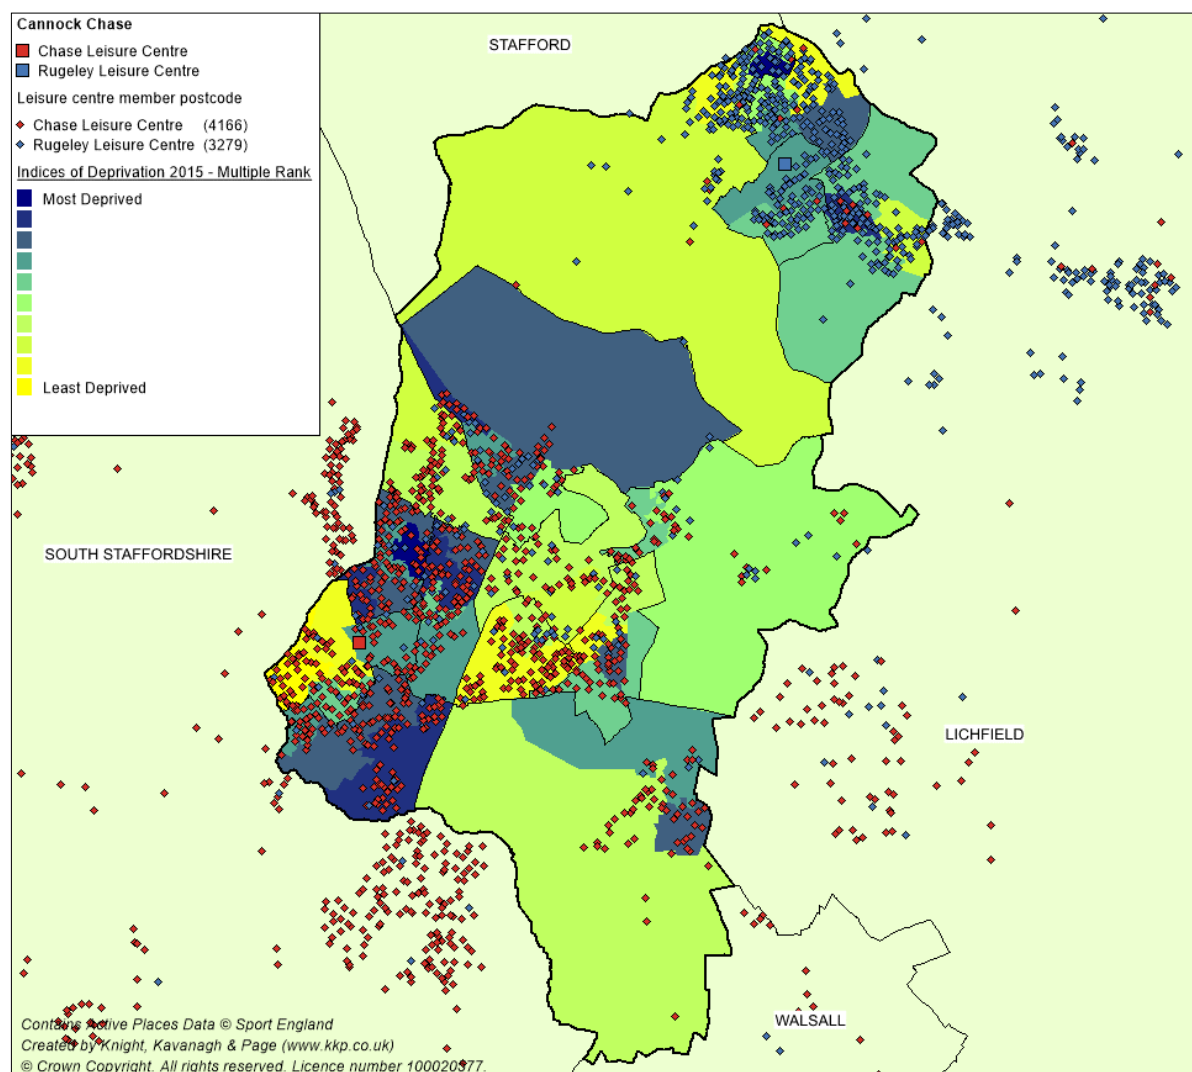 Cannock Chase
Chase Leisure Centre
Rugeley Leisure Centre
Leisure centre member postcode
Chase Leisure Centre (4166)
Rugeley Leisure Centre (3279)
Indices of Deprivation 2015 - Multiple Rank
Most Deprived
Least Deprived
STAFFORD
SOUTH STAFFORDSHIRE
LICHFIELD
WALSALL
Contains Active Places Data © Sport England
Created by Knight, Kavanagh & Page (www.kkp.co.uk)
© Crown Copyright. All rights reserved. Licence number 100020577.